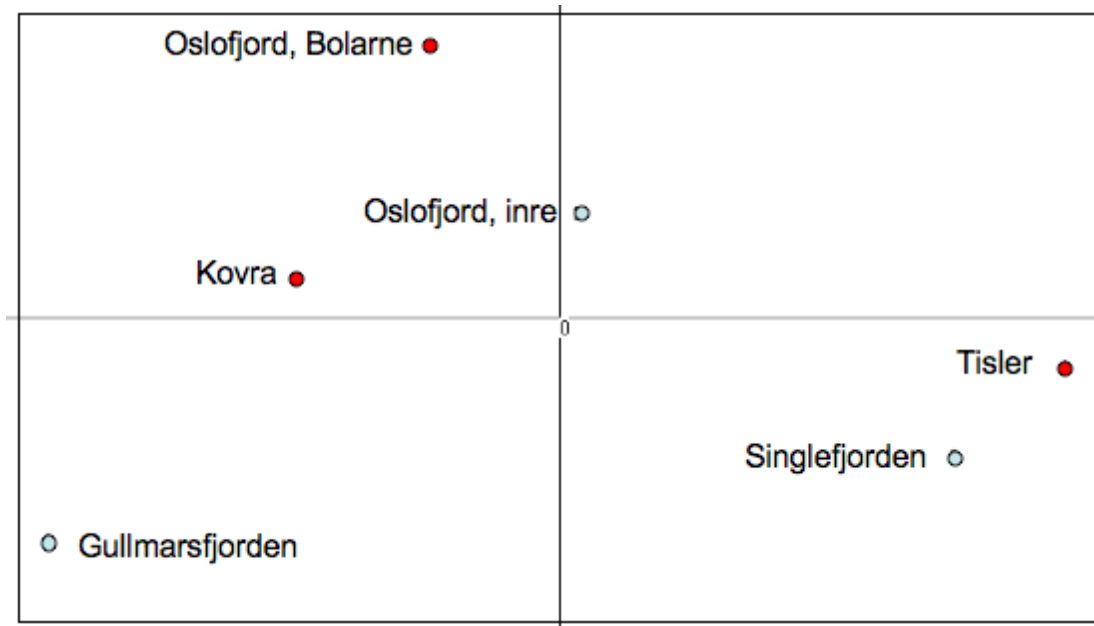 Oslofjord, Bolarne
Oslofjord, inre
Kovra
0
Tisler
Singlefjorden
Gullmarsfjorden